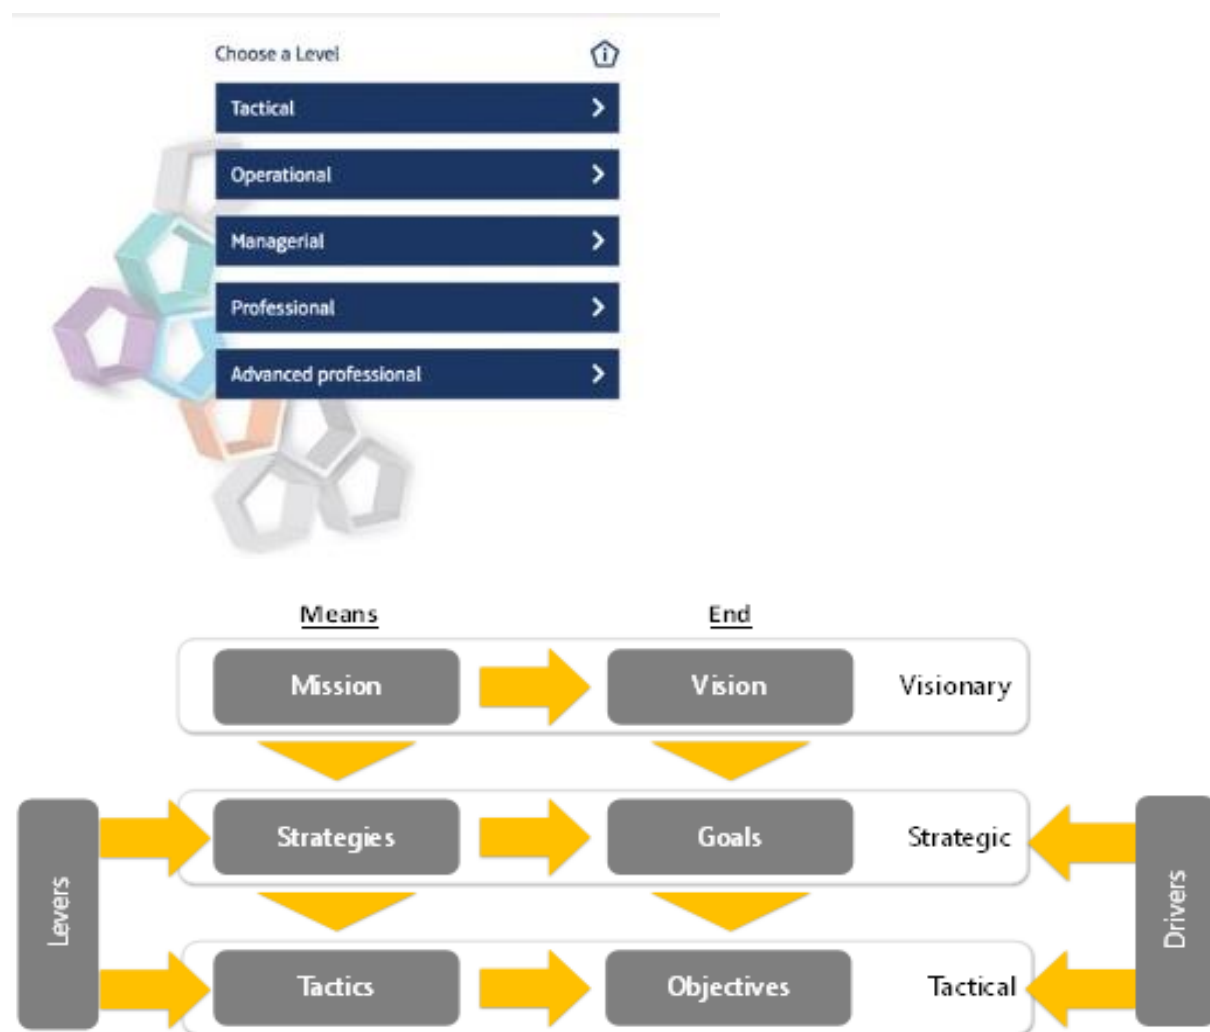 Choose a Level
Tactical
Operational
Managerial
Professional
Advanced professional
Means End
Mission Vision Visionary
Strategies Goals Strategic
Levers
Drivers
Tactics Objectives Tactical